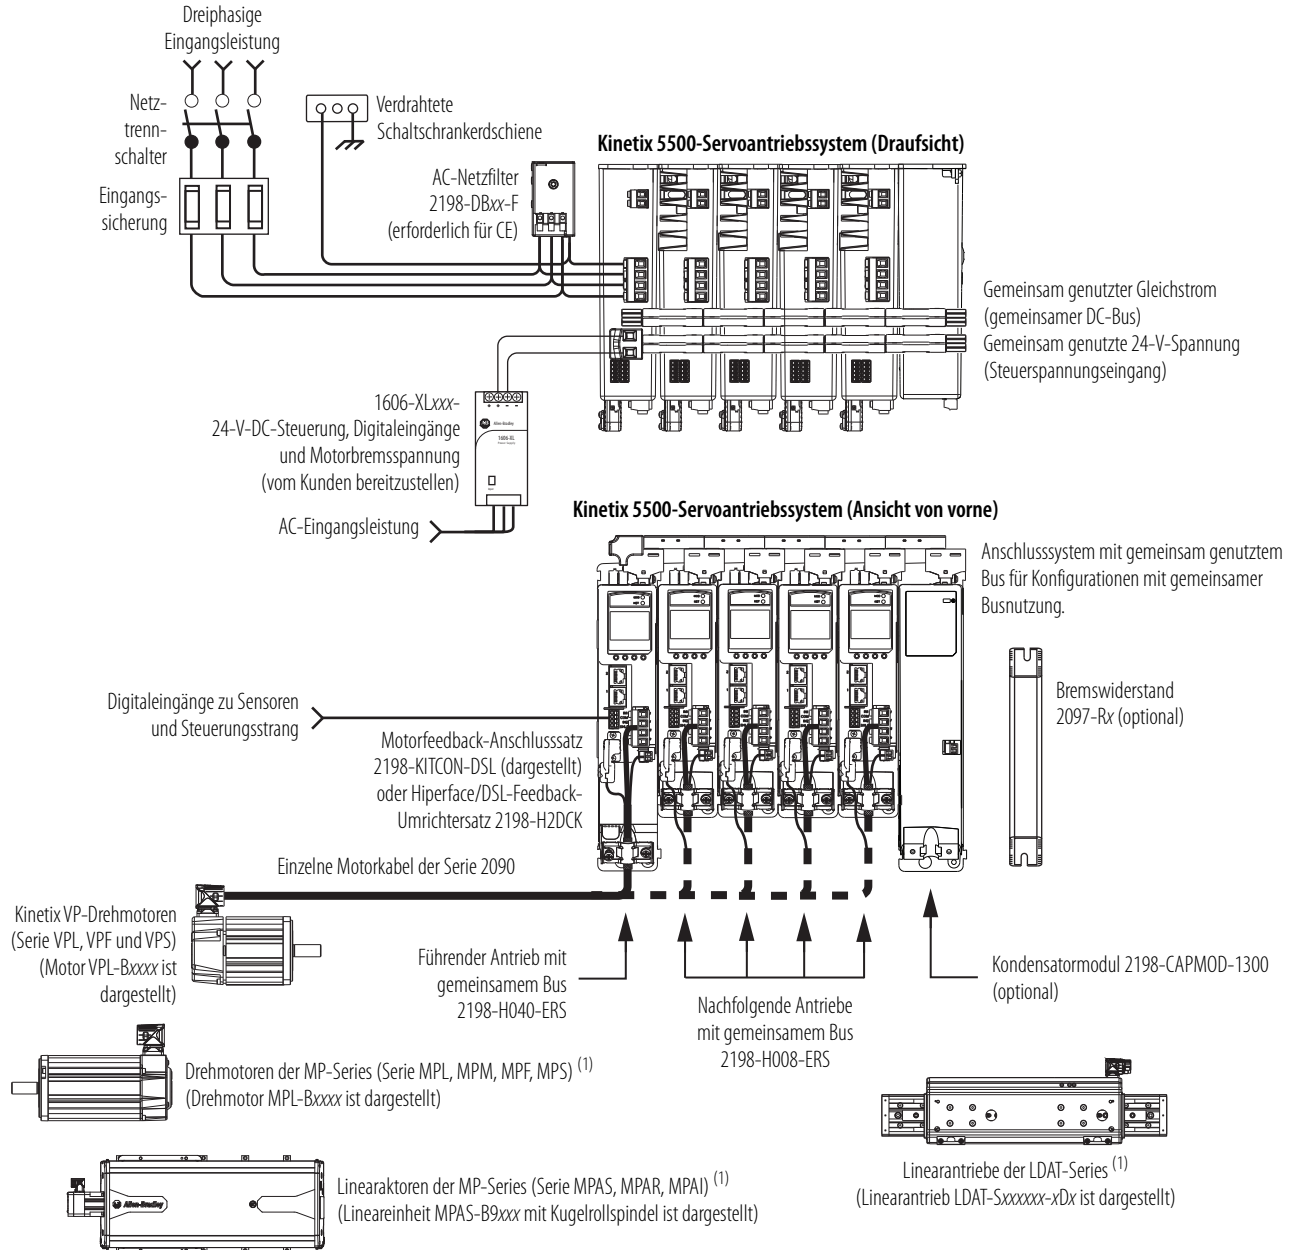 Dreiphasige
Eingangsleistung
Netz-
trenn-
schalter
Eingangs-
sicherung
Verdrahtete
Schaltschrankerdschiene
AC-Netzfilter
2198-DBxx-F
(erforderlich für CE)
Kinetix 5500-Servoantriebssystem (Draufsicht)
Gemeinsam genutzter Gleichstrom
(gemeinsamer DC-Bus)
Gemeinsam genutzte 24-V-Spannung
(Steuerspannungseingang)
1606-XLxxx-
24-V-DC-Steuerung, Digitaleingänge
und Motorbremsspannung
(vom Kunden bereitzustellen)
Allen-Bradley
1606-XL
AC-Eingangsleistung
Kinetix 5500-Servoantriebssystem (Ansicht von vorne)
Anschlusssystem mit gemeinsam genutztem
Bus für Konfigurationen mit gemeinsamer
Busnutzung.
Bremswiderstand
2097-Rx (optional)
Digitaleingänge zu Sensoren
und Steuerungsstrang
Motorfeedback-Anschlusssatz
2198-KITCON-DSL (dargestellt)
oder Hiperface/DSL-Feedback-
Umrichtersatz 2198-H2DCK
Einzelne Motorkabel der Serie 2090
Kinetix VP-Drehmotoren
(Serie VPL, VPF und VPS)
(Motor VPL-Bxxxx ist
dargestellt)
Führender Antrieb mit
gemeinsamem Bus
2198-H040-ERS
Nachfolgende Antriebe
mit gemeinsamem Bus
2198-H008-ERS
Kondensatormodul 2198-CAPMOD-1300
(optional)
Drehmotoren der MP-Series (Serie MPL, MPM, MPF, MPS) (1)
(Drehmotor MPL-Bxxxx ist dargestellt)
Allen-Bradley
Linearaktoren der MP-Series (Serie MPAS, MPAR, MPAI) (1)
(Lineareinheit MPAS-B9xxx mit Kugelrollspindel ist dargestellt)
Linearantriebe der LDAT-Series (1)
(Linearantrieb LDAT-Sxxxxxx-xDx ist dargestellt)